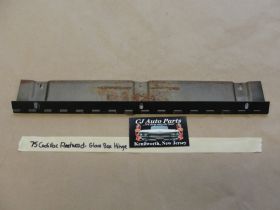 '75 Cadillac Fleetwood Glove Box Hinge
CJ Auto Parts
Kenilworth, New Jersey